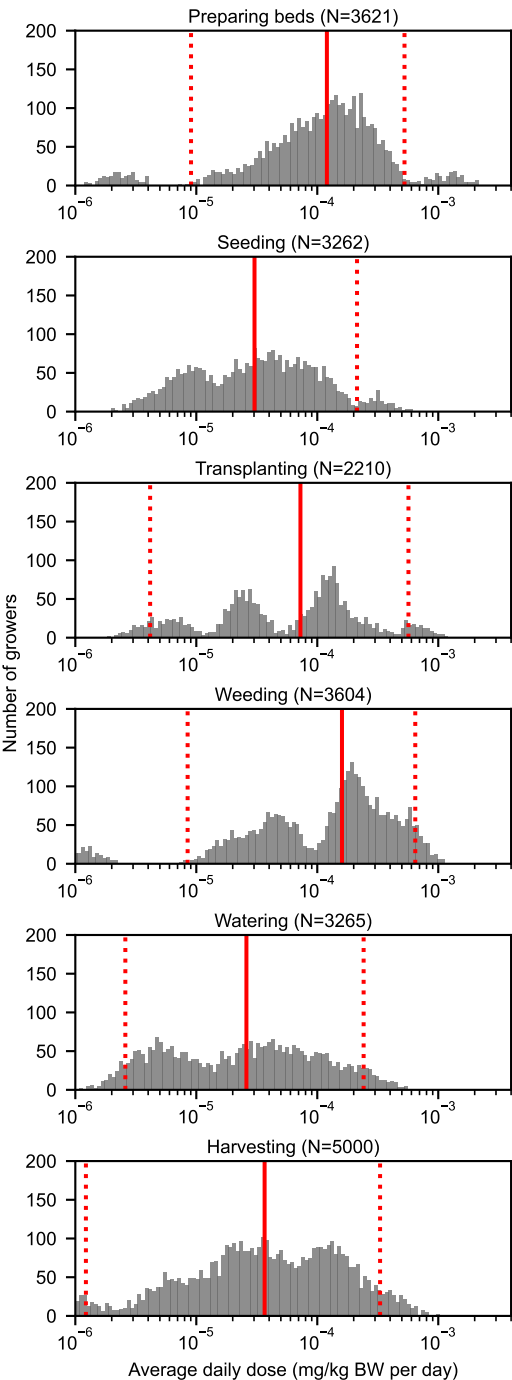 Preparing beds (N=3621)
200
150
100
50
0
10⁻⁶ 10⁻⁵ 10⁻⁴ 10⁻³
Seeding (N=3262)
200
150
100
50
0
10⁻⁶ 10⁻⁵ 10⁻⁴ 10⁻³
Transplanting (N=2210)
200
150
100
50
0
10⁻⁶ 10⁻⁵ 10⁻⁴ 10⁻³
Number of growers
Weeding (N=3604)
200
150
100
50
0
10⁻⁶ 10⁻⁵ 10⁻⁴ 10⁻³
Watering (N=3265)
200
150
100
50
0
10⁻⁶ 10⁻⁵ 10⁻⁴ 10⁻³
Harvesting (N=5000)
200
150
100
50
0
10⁻⁶ 10⁻⁵ 10⁻⁴ 10⁻³
Average daily dose (mg/kg BW per day)